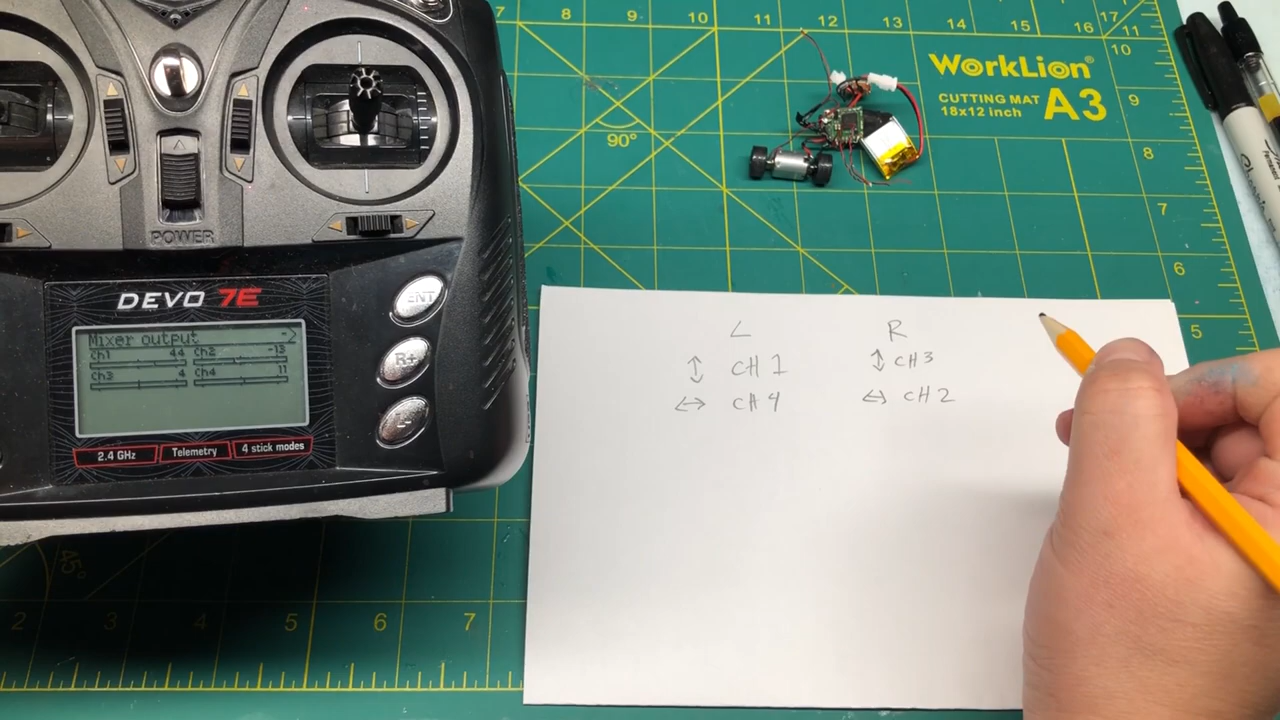 7 8 9 10 11 12 13 14 15 16 17
11
10
WorkLion®
CUTTING MAT A3
18x12 inch
9
90°
8
7
6
5
POWER
DEVO 7E
ENT
R+
L-
Mixer output ->
Ch1 44 Ch2 -13
Ch3 4 Ch4 11
2.4 GHz Telemetry 4 stick modes
L R
↕ CH 1 ↕ CH3
↔ CH 4 ↔ CH 2
45°
2 3 4 5 6 7